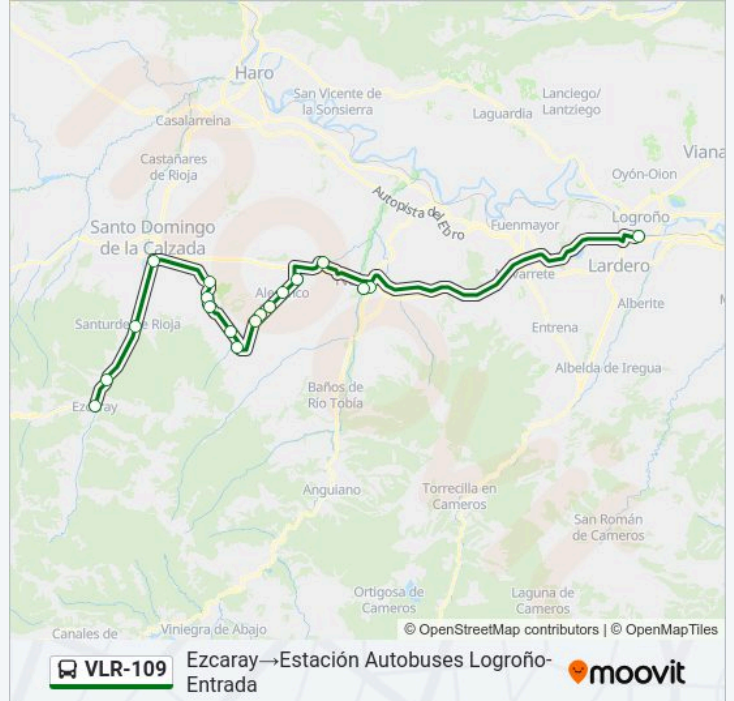 Haro
San Vicente de
la Sonsierra
Lanciego/
Lantziego
Laguardia
Casalarreina
Viana
Castañares
de Rioja
Oyón-Oion
Autopista del Ebro
Logroño
Santo Domingo
de la Calzada
Fuenmayor
Lardero
Alberite
Santurde de Rioja
Entrena
Albelda de Iregua
Baños de
Río Tobía
Anguiano
Torrecilla en
Cameros
San Román
de Cameros
Ortigosa de
Cameros
Laguna de
Cameros
Canales de
Viniegra de Abajo
© OpenStreetMap contributors | © OpenMapTiles
VLR-109
Ezcaray→Estación Autobuses Logroño-
Entrada
moovit